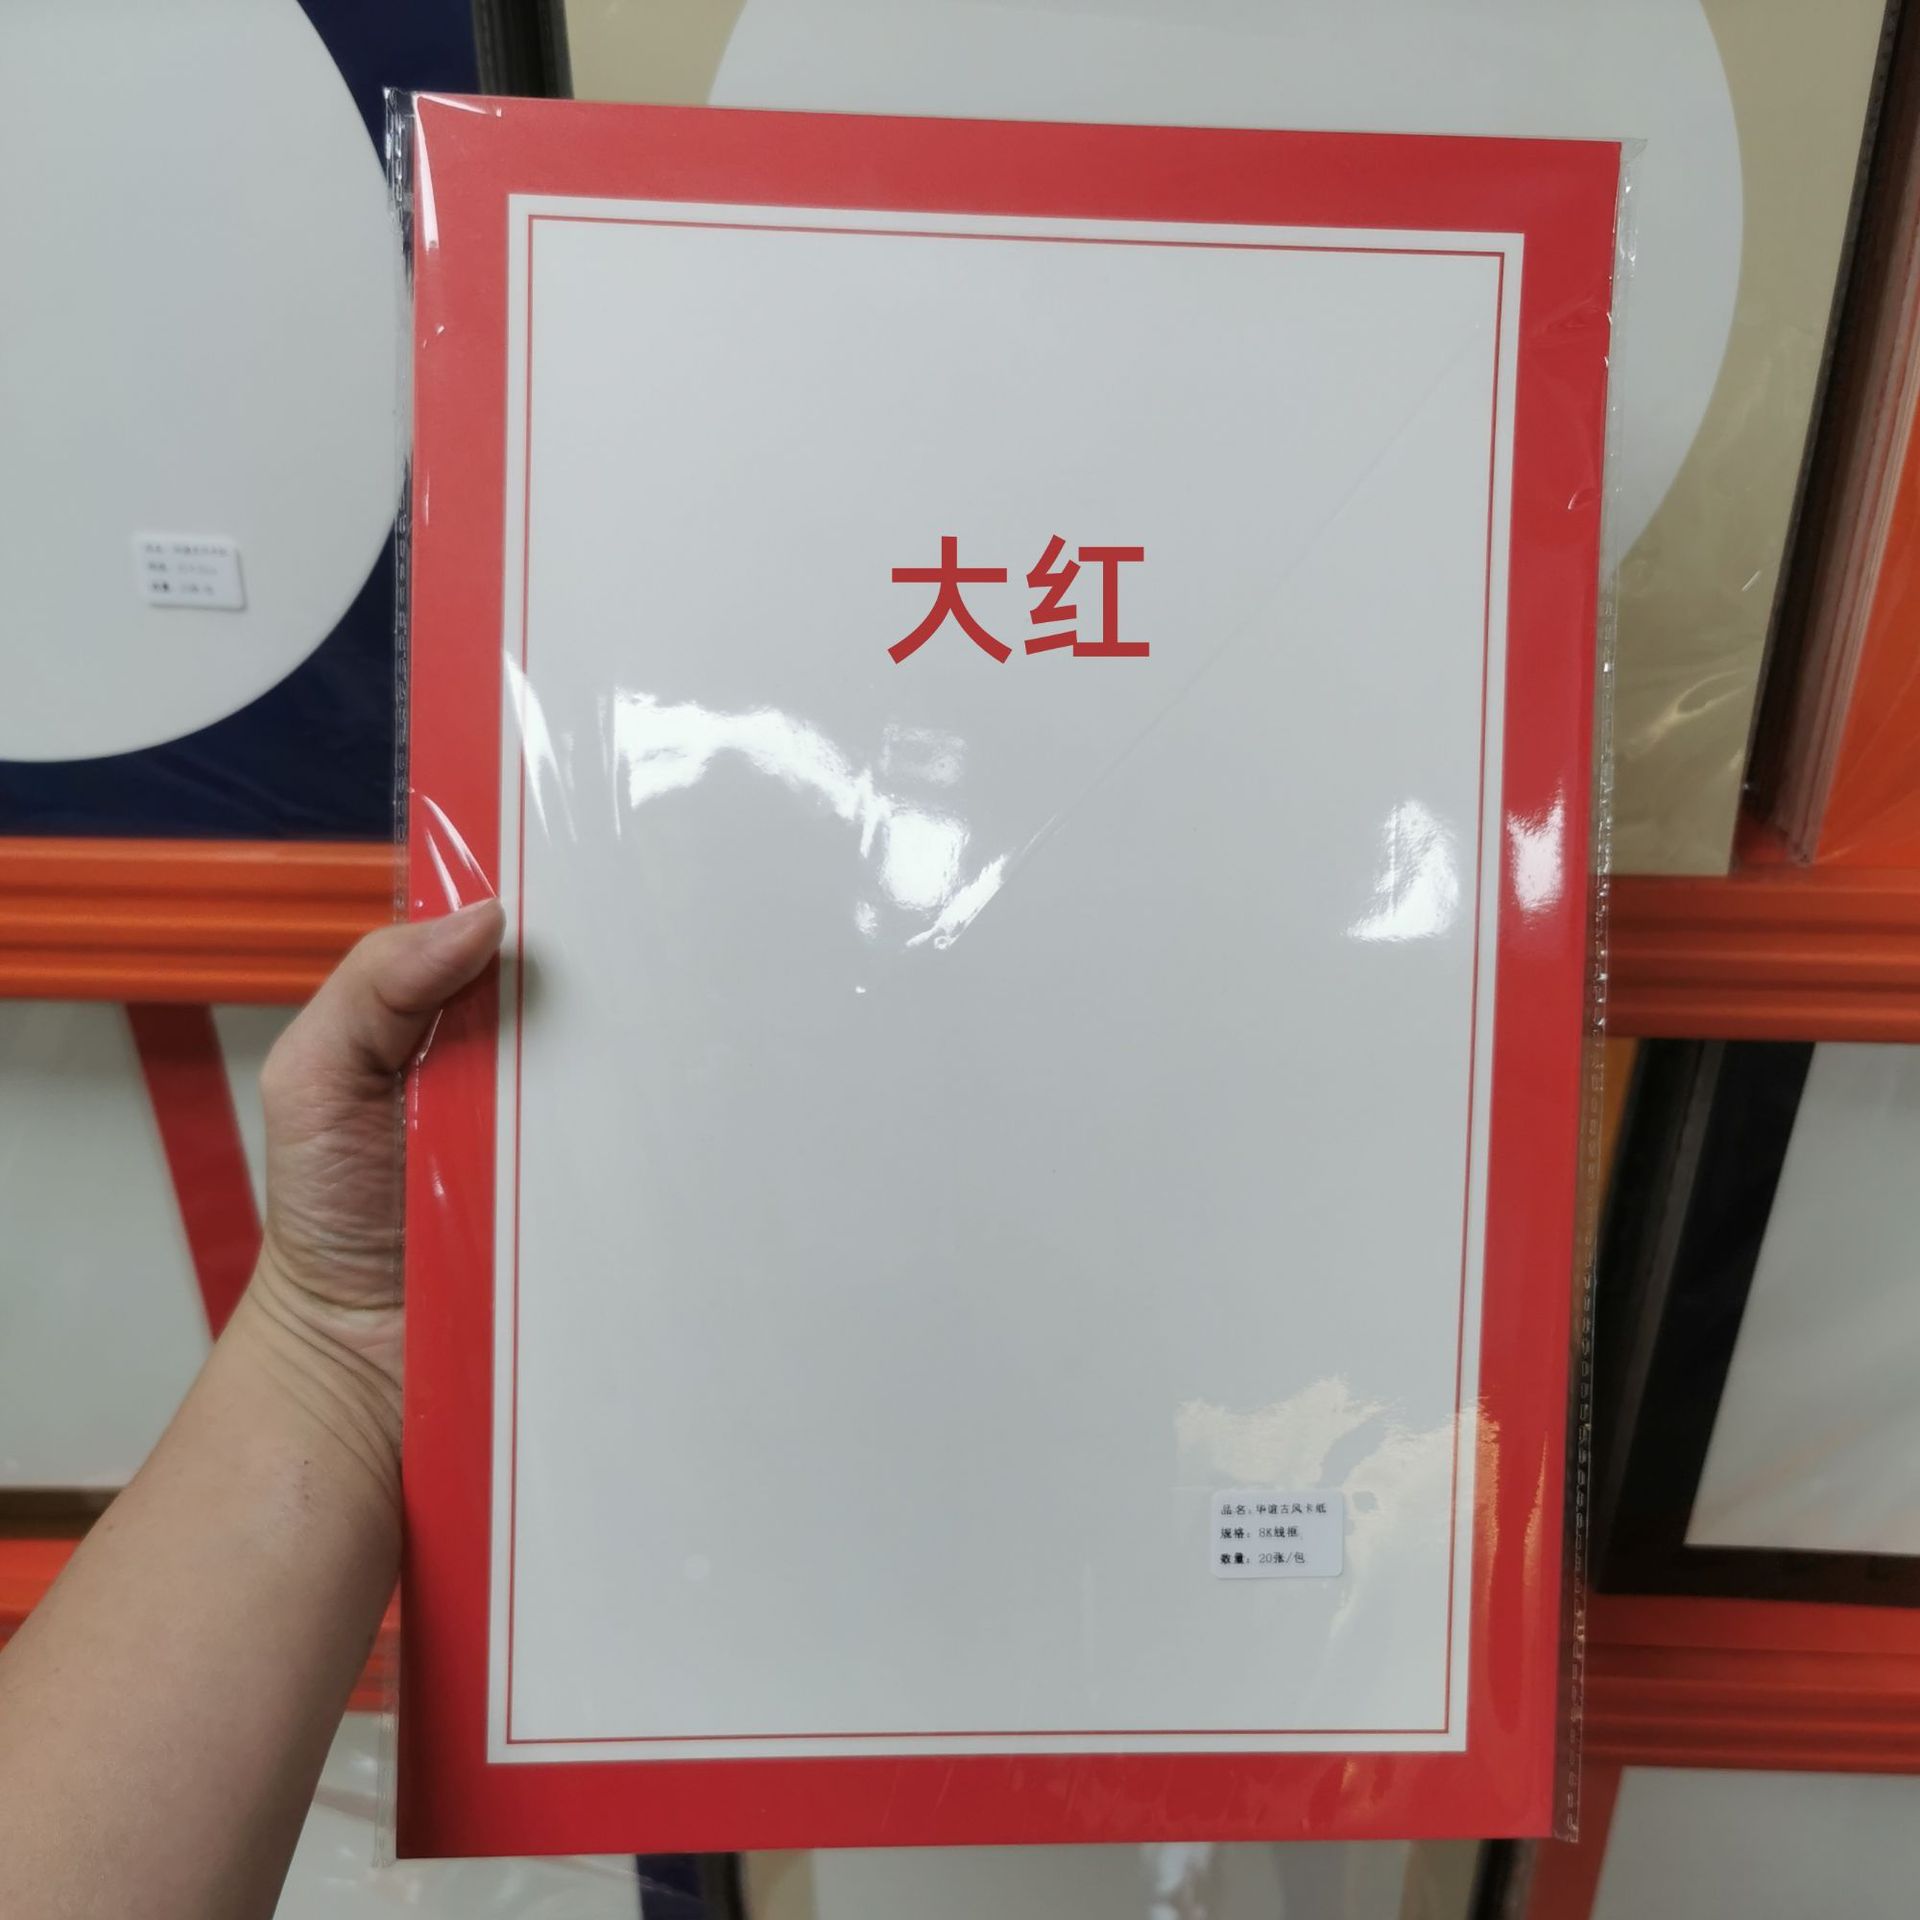 大红
品名：华谊古风卡纸
规格：8K线框
数量：20张/包